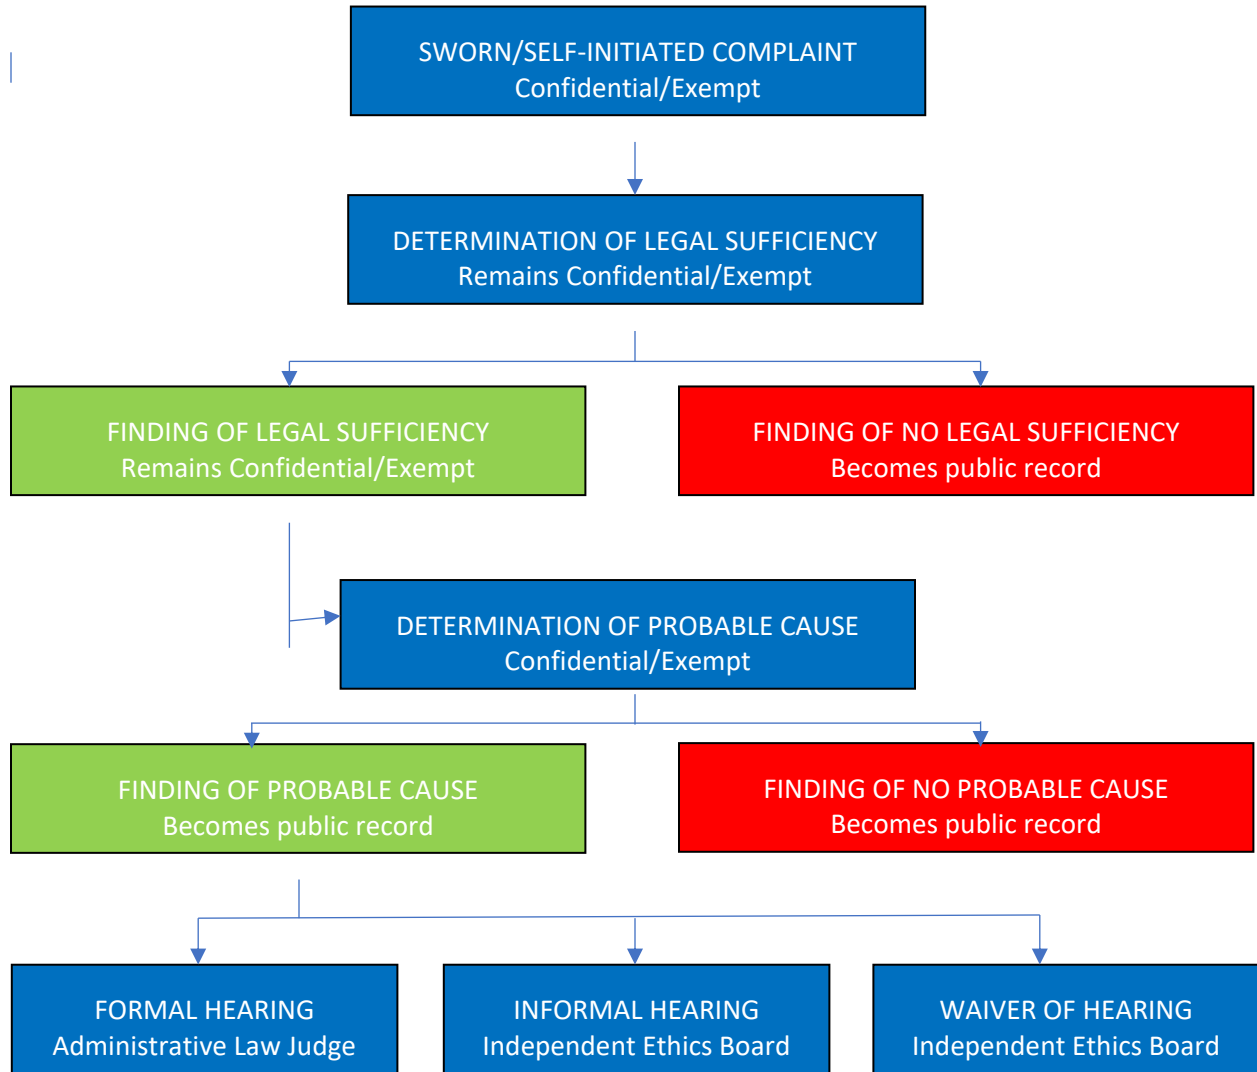 SWORN/SELF-INITIATED COMPLAINT
Confidential/Exempt
DETERMINATION OF LEGAL SUFFICIENCY
Remains Confidential/Exempt
FINDING OF LEGAL SUFFICIENCY
Remains Confidential/Exempt
FINDING OF NO LEGAL SUFFICIENCY
Becomes public record
DETERMINATION OF PROBABLE CAUSE
Confidential/Exempt
FINDING OF PROBABLE CAUSE
Becomes public record
FINDING OF NO PROBABLE CAUSE
Becomes public record
FORMAL HEARING
Administrative Law Judge
INFORMAL HEARING
Independent Ethics Board
WAIVER OF HEARING
Independent Ethics Board